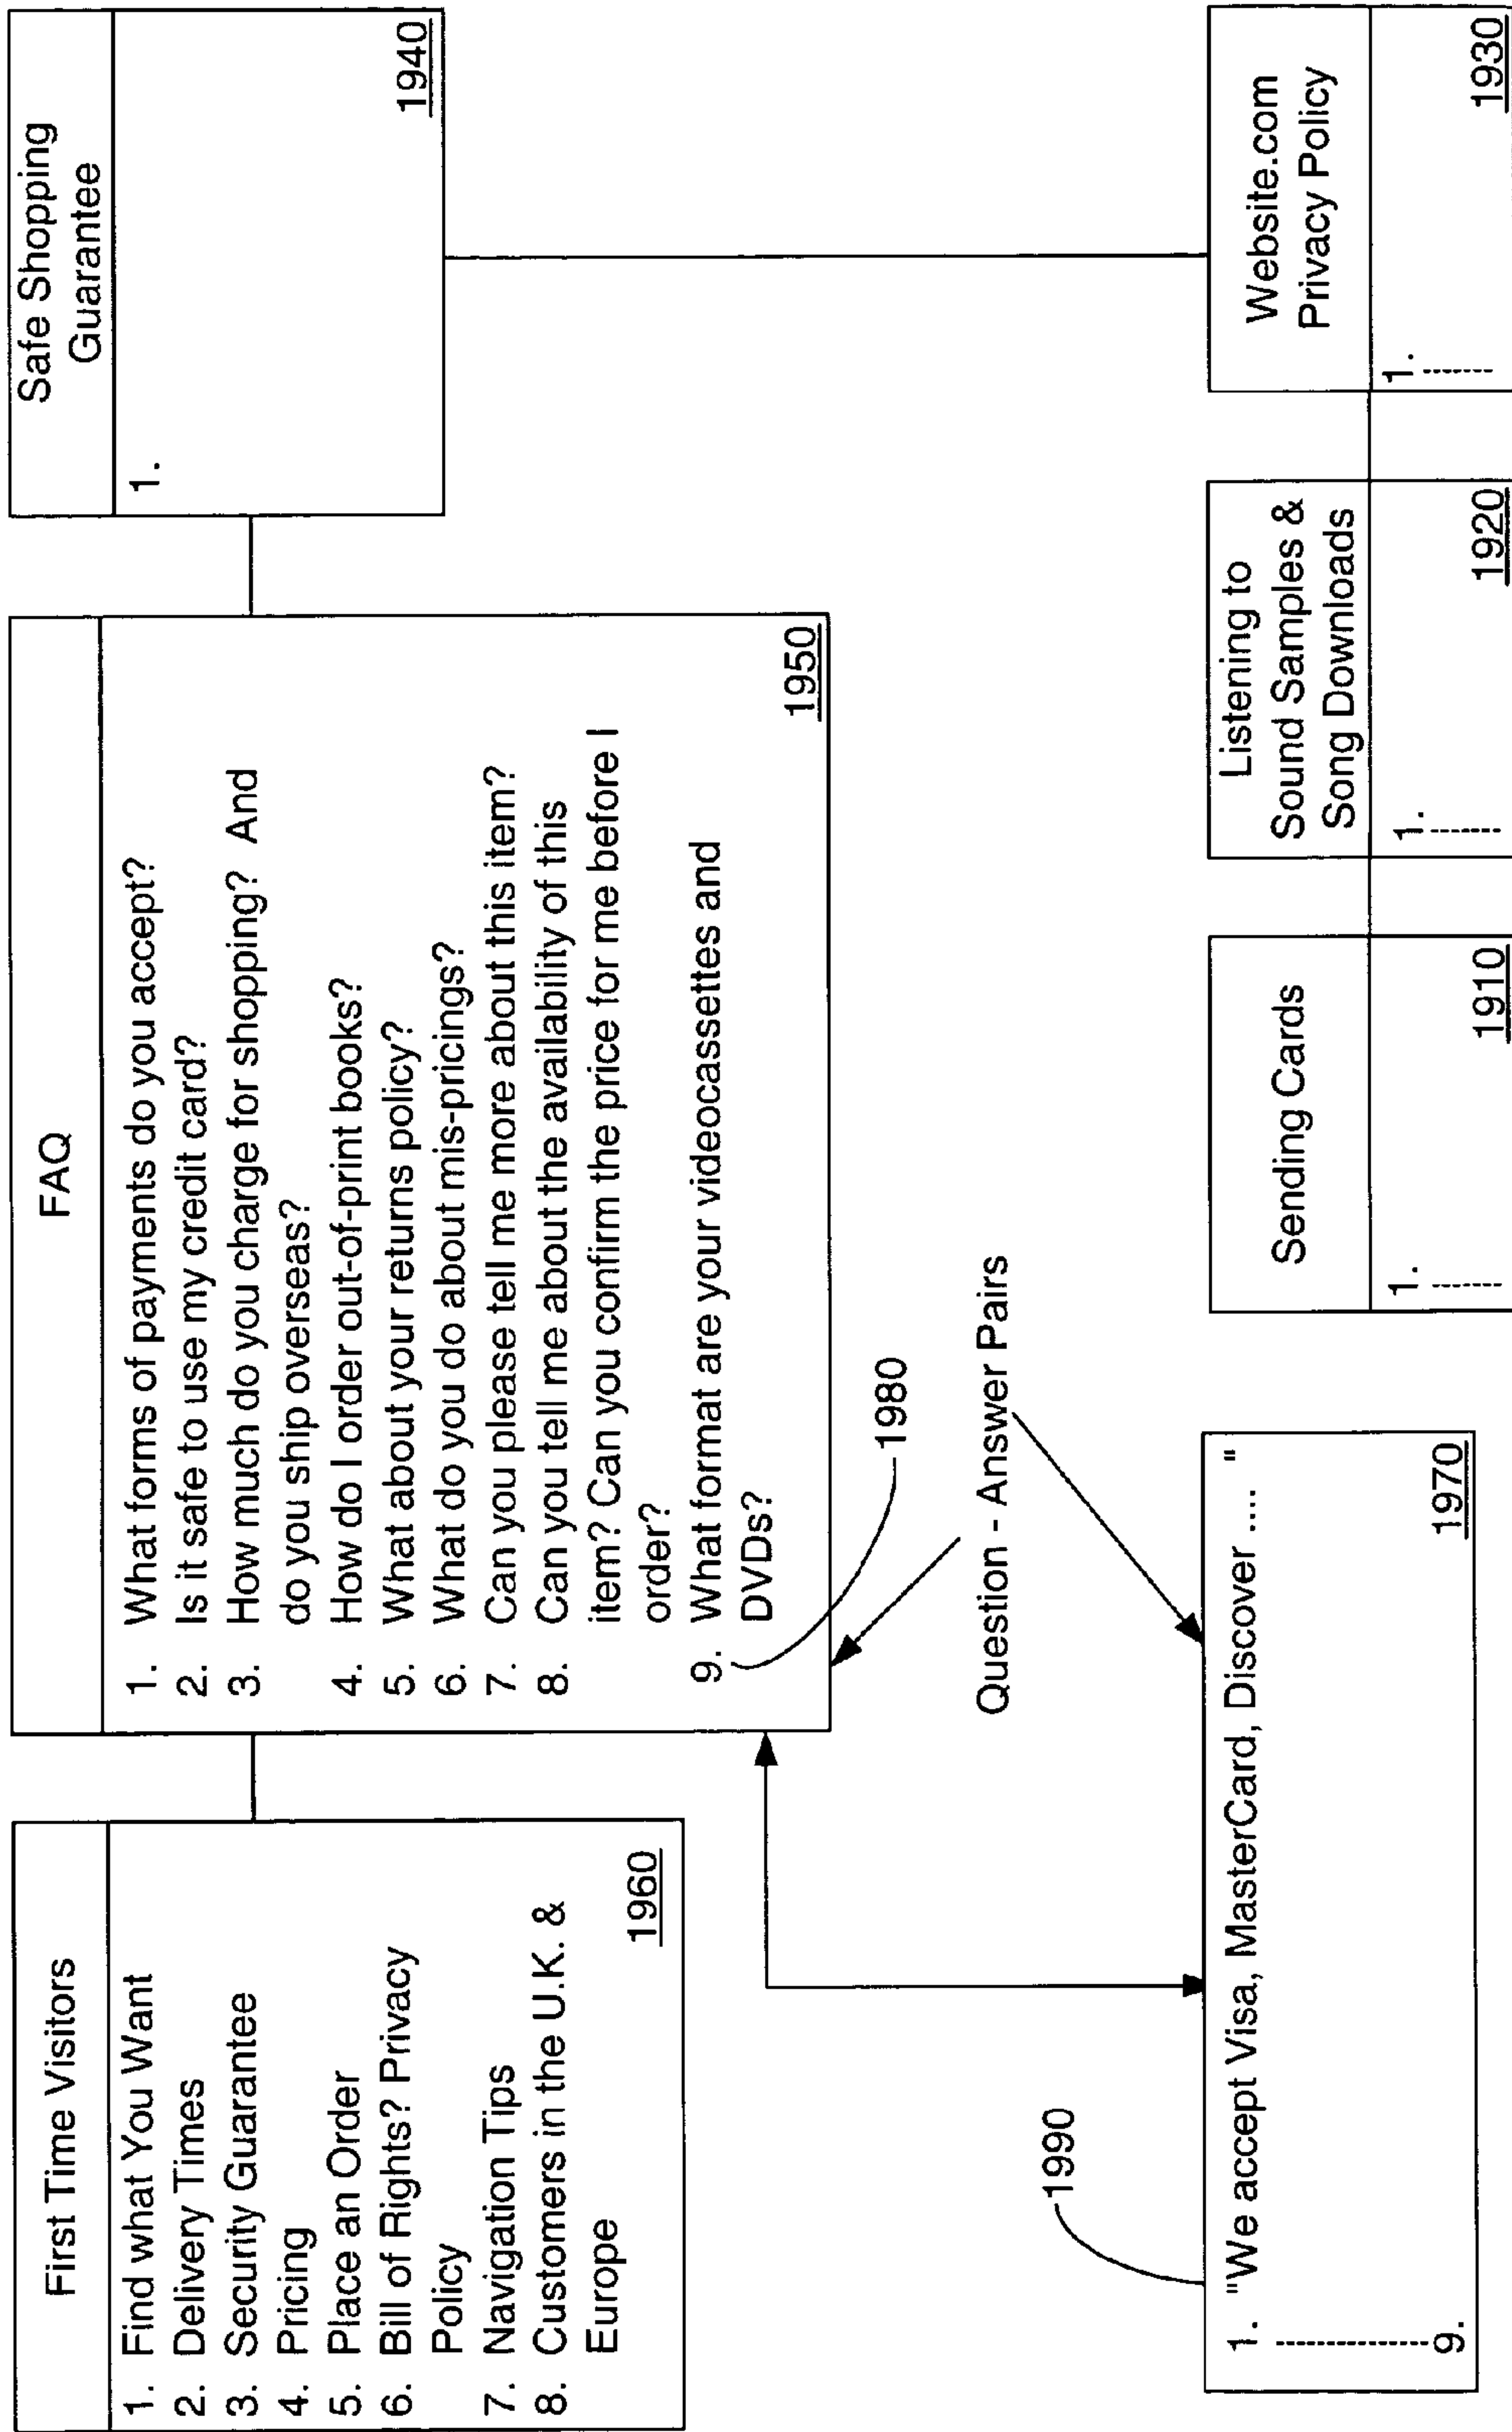 First Time Visitors
1. Find what You Want
2. Delivery Times
3. Security Guarantee
4. Pricing
5. Place an Order
6. Bill of Rights? Privacy
Policy
7. Navigation Tips
8. Customers in the U.K. &
Europe
1960
FAQ
1. What forms of payments do you accept?
2. Is it safe to use my credit card?
3. How much do you charge for shopping? And
do you ship overseas?
4. How do I order out-of-print books?
5. What about your returns policy?
6. What do you do about mis-pricings?
7. Can you please tell me more about this item?
8. Can you tell me about the availability of this
item? Can you confirm the price for me before I
order?
9. What format are your videocassettes and
DVDs?
1950
Safe Shopping
Guarantee
1.
1940
1980
Question - Answer Pairs
1990
1. "We accept Visa, MasterCard, Discover .... "
9.
1970
Sending Cards
1.
1910
Listening to
Sound Samples &
Song Downloads
1.
1920
Website.com
Privacy Policy
1.
1930